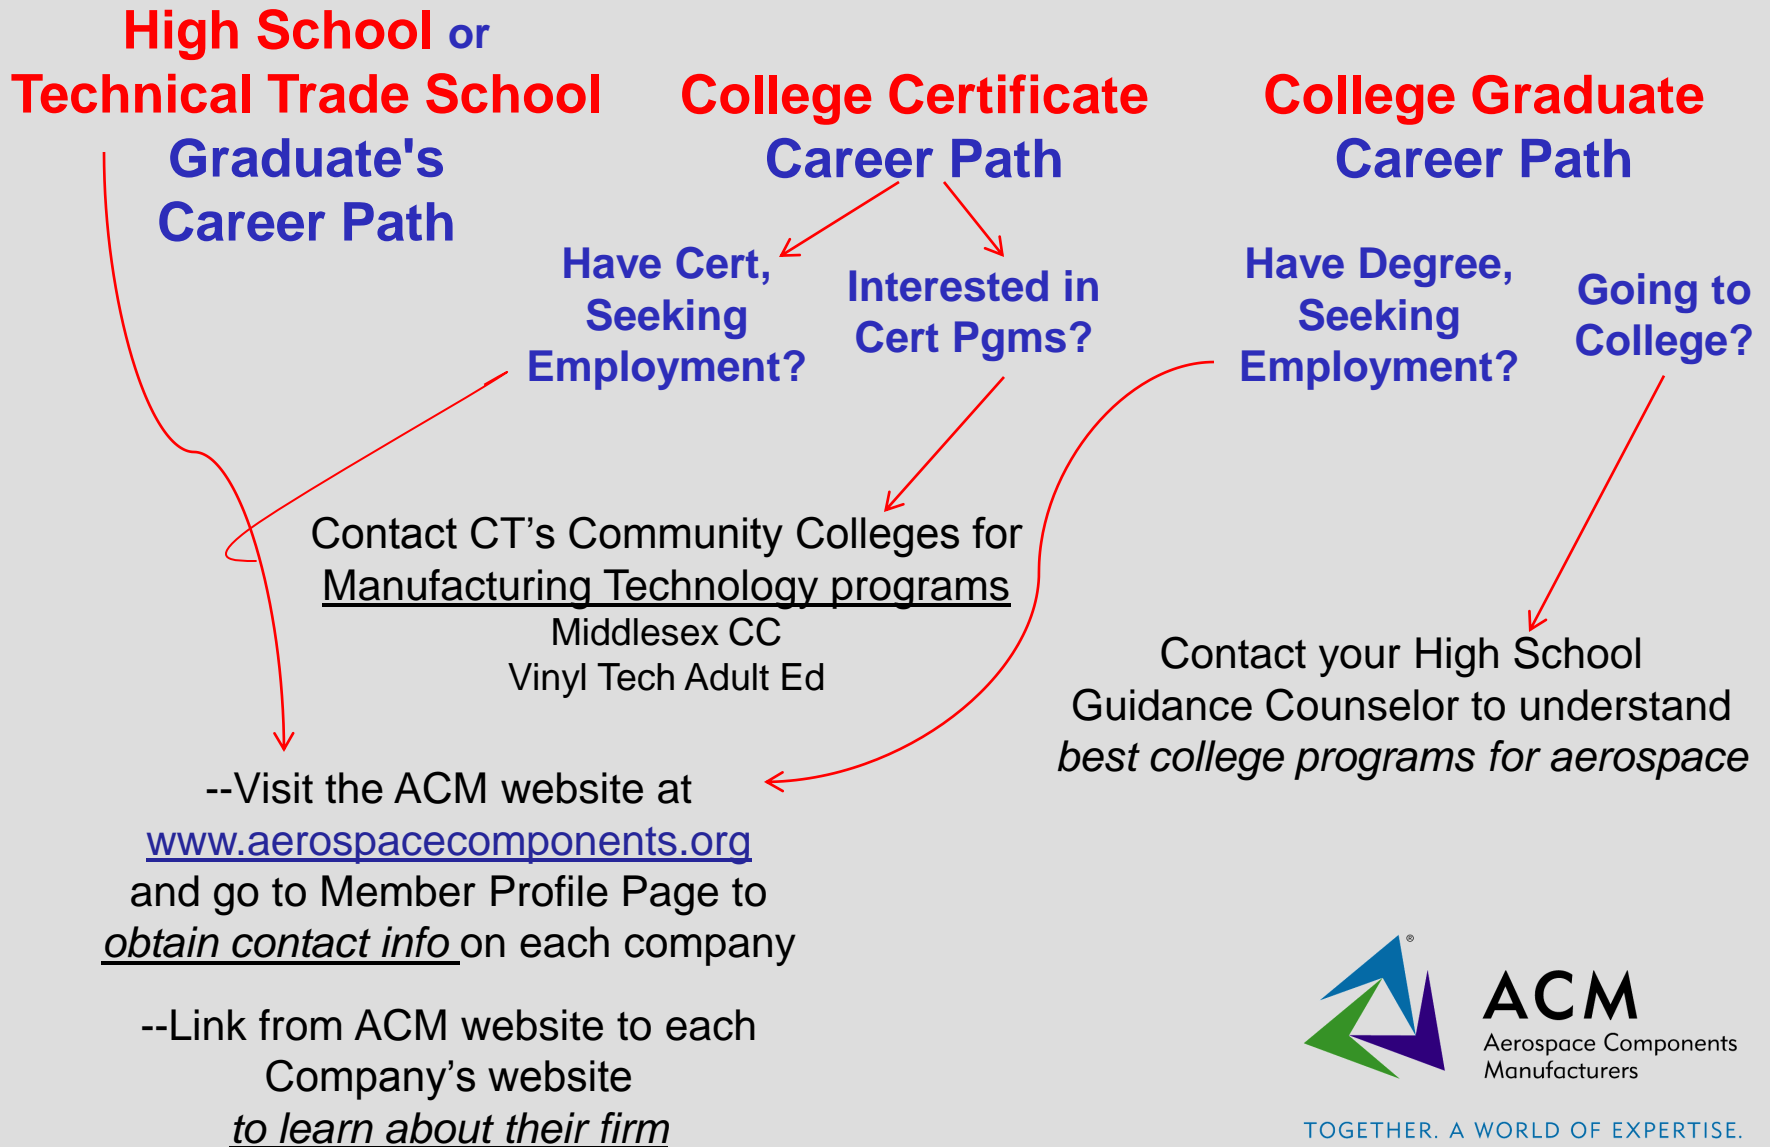 High School or
Technical Trade School
Graduate's
Career Path
College Certificate
Career Path
Have Cert,
Seeking
Employment?
Interested in
Cert Pgms?
College Graduate
Career Path
Have Degree,
Seeking
Employment?
Going to
College?
Contact CT’s Community Colleges for
Manufacturing Technology programs
Middlesex CC
Vinyl Tech Adult Ed
Contact your High School
Guidance Counselor to understand
best college programs for aerospace
--Visit the ACM website at
www.aerospacecomponents.org
and go to Member Profile Page to
obtain contact info on each company
--Link from ACM website to each
Company’s website
to learn about their firm
®
ACM
Aerospace Components
Manufacturers
TOGETHER. A WORLD OF EXPERTISE.